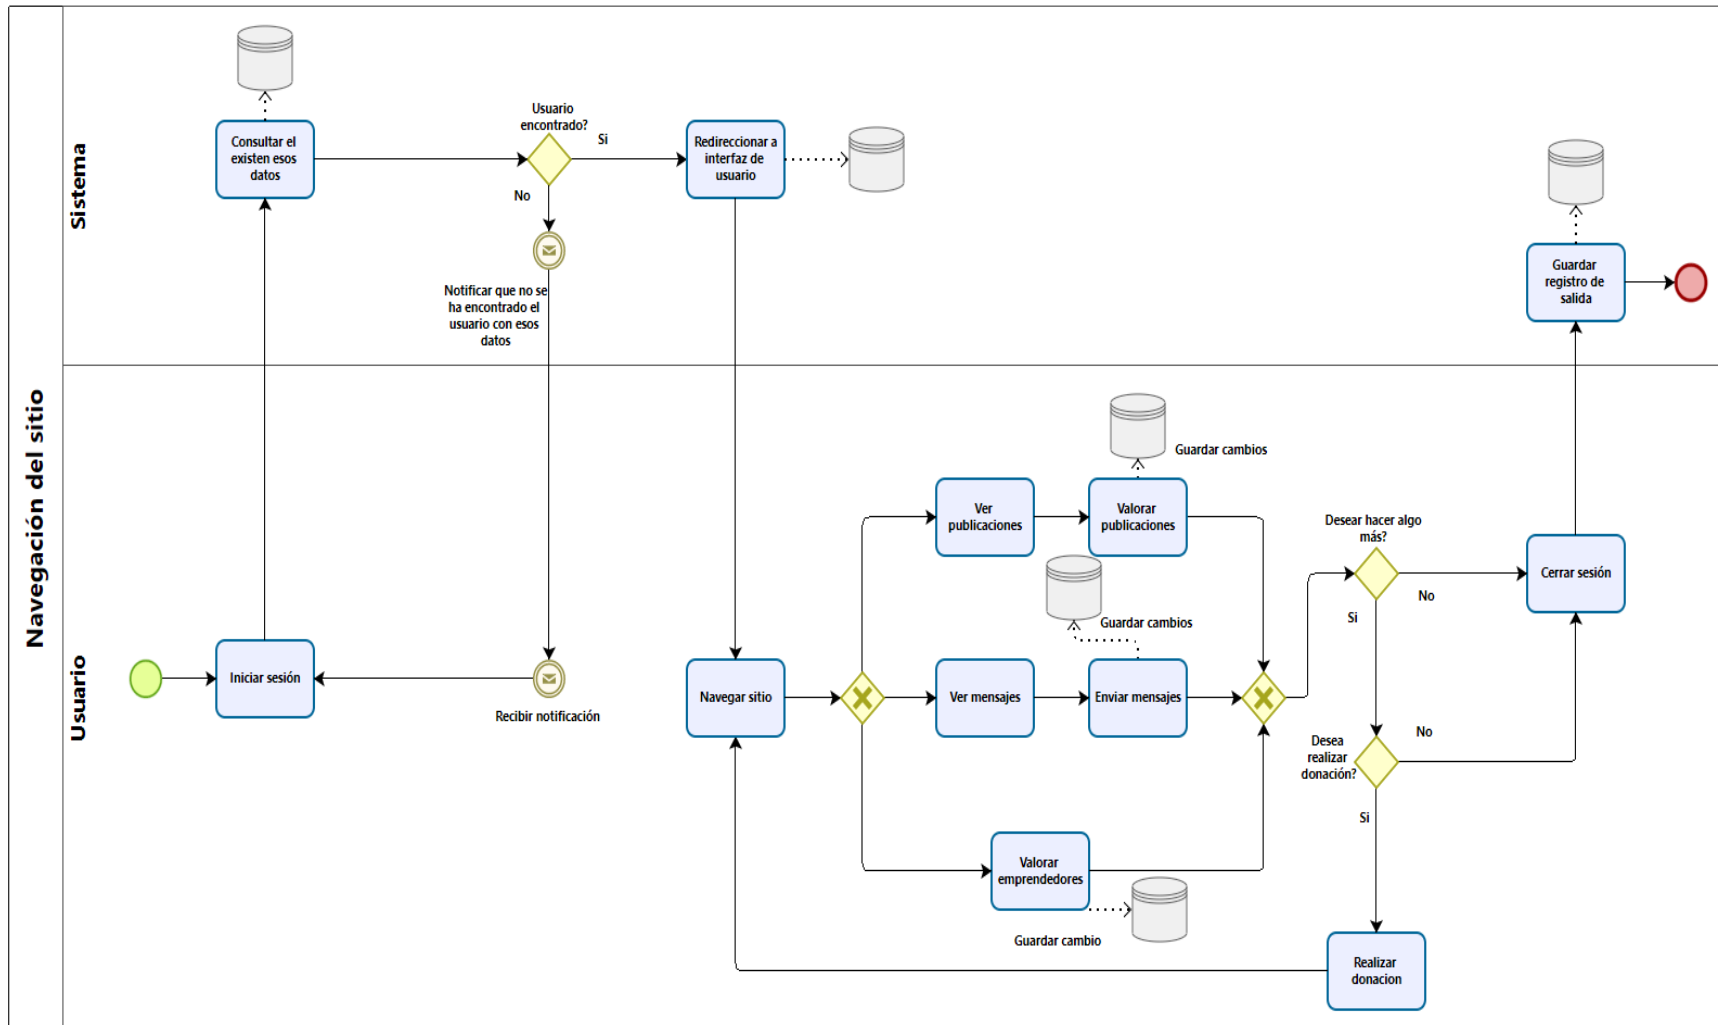 Navegación del sitio
Sistema
Consultar el
existen esos
datos
Usuario
encontrado?
Si
No
Redireccionar a
interfaz de
usuario
Notificar que no se
ha encontrado el
usuario con esos
datos
Guardar
registro de
salida
Usuario
Iniciar sesión
Recibir notificación
Navegar sitio
Ver
publicaciones
Valorar
publicaciones
Guardar cambios
Ver mensajes
Enviar mensajes
Guardar cambios
Valorar
emprendedores
Guardar cambio
Desear hacer algo
más?
No
Si
Cerrar sesión
Desea
realizar
donación?
No
Si
Realizar
donacion